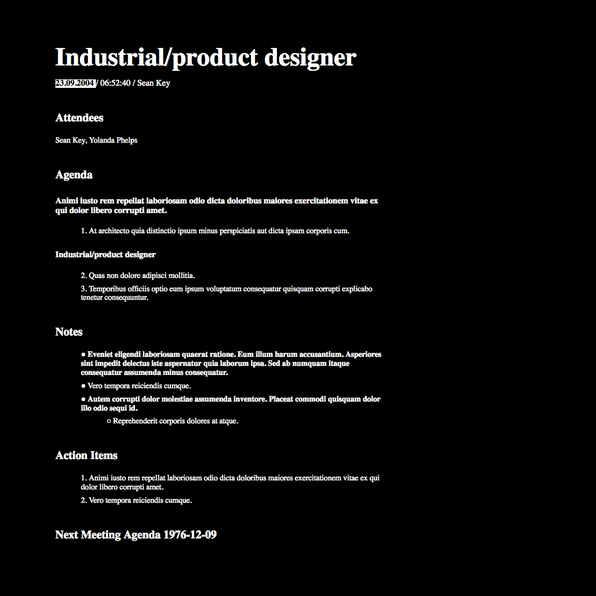 Industrial/product designer
23.09.2004 / 06:52:40 / Sean Key
Attendees
Sean Key, Yolanda Phelps
Agenda
Animi iusto rem repellat laboriosam odio dicta doloribus maiores exercitationem vitae ex
qui dolor libero corrupti amet.
1. At architecto quia distinctio ipsum minus perspiciatis aut dicta ipsam corporis cum.
Industrial/product designer
2. Quas non dolore adipisci mollitia.
3. Temporibus officiis optio eum ipsum voluptatum consequatur quisquam corrupti explicabo
tenetur consequuntur.
Notes
● Eveniet eligendi laboriosam quaerat ratione. Eum illum harum accusantium. Asperiores
sint impedit delectus iste aspernatur quia laborum ipsa. Sed ab numquam itaque
consequatur assumenda minus consequatur.
● Vero tempora reiciendis cumque.
● Autem corrupti dolor molestiae assumenda inventore. Placeat commodi quisquam dolor
illo odio sequi id.
○ Reprehenderit corporis dolores at atque.
Action Items
1. Animi iusto rem repellat laboriosam odio dicta doloribus maiores exercitationem vitae ex qui
dolor libero corrupti amet.
2. Vero tempora reiciendis cumque.
Next Meeting Agenda 1976-12-09